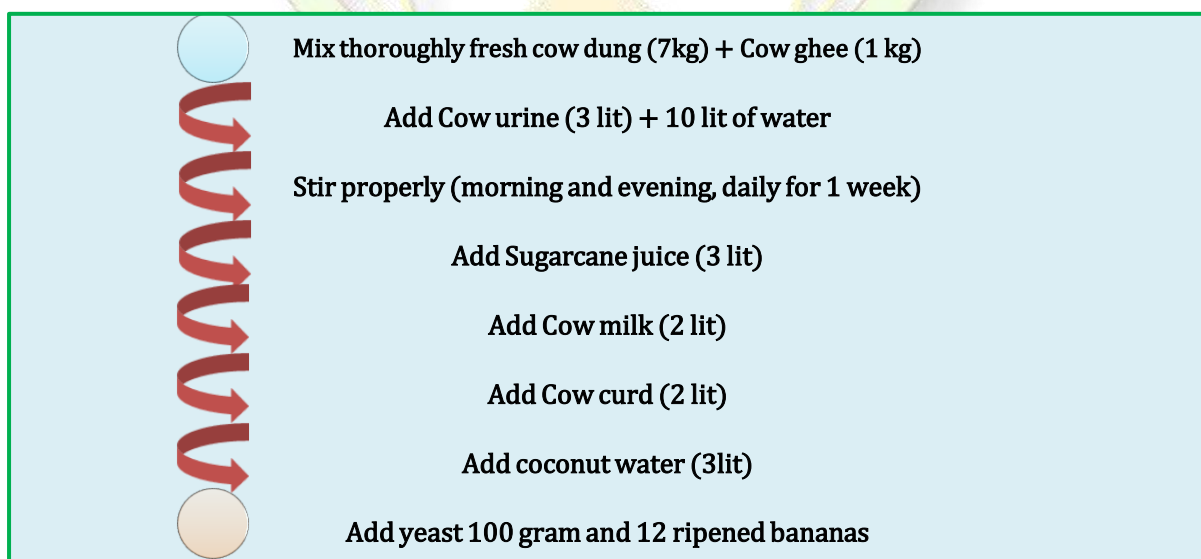 Mix thoroughly fresh cow dung (7kg) + Cow ghee (1 kg)
Add Cow urine (3 lit) + 10 lit of water
Stir properly (morning and evening, daily for 1 week)
Add Sugarcane juice (3 lit)
Add Cow milk (2 lit)
Add Cow curd (2 lit)
Add coconut water (3lit)
Add yeast 100 gram and 12 ripened bananas